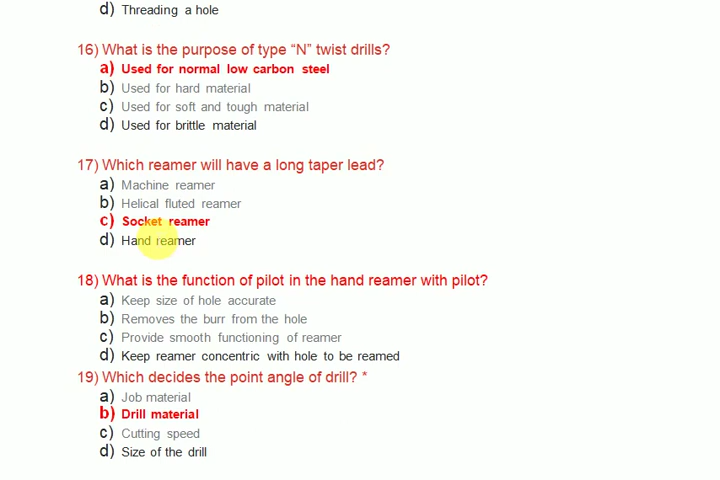 d) Threading a hole
16) What is the purpose of type “N” twist drills?
a) Used for normal low carbon steel
b) Used for hard material
c) Used for soft and tough material
d) Used for brittle material
17) Which reamer will have a long taper lead?
a) Machine reamer
b) Helical fluted reamer
c) Socket reamer
d) Hand reamer
18) What is the function of pilot in the hand reamer with pilot?
a) Keep size of hole accurate
b) Removes the burr from the hole
c) Provide smooth functioning of reamer
d) Keep reamer concentric with hole to be reamed
19) Which decides the point angle of drill? *
a) Job material
b) Drill material
c) Cutting speed
d) Size of the drill